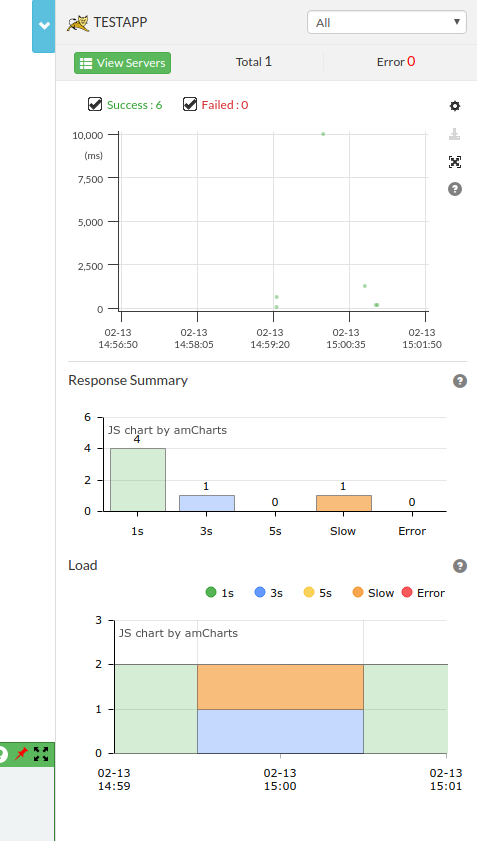 TESTAPP
All
View Servers
Total 1
Error 0
Success : 6
Failed : 0
10,000
(ms)
7,500
5,000
2,500
0
02-13 02-13 02-13 02-13 02-13
14:56:50 14:58:05 14:59:20 15:00:35 15:01:50
Response Summary
?
6
JS chart by amCharts
4
4
2
1
0
1
0
0
1s 3s 5s Slow Error
Load
?
1s 3s 5s Slow Error
3
JS chart by amCharts
2
1
0
02-13 02-13 02-13
14:59 15:00 15:01